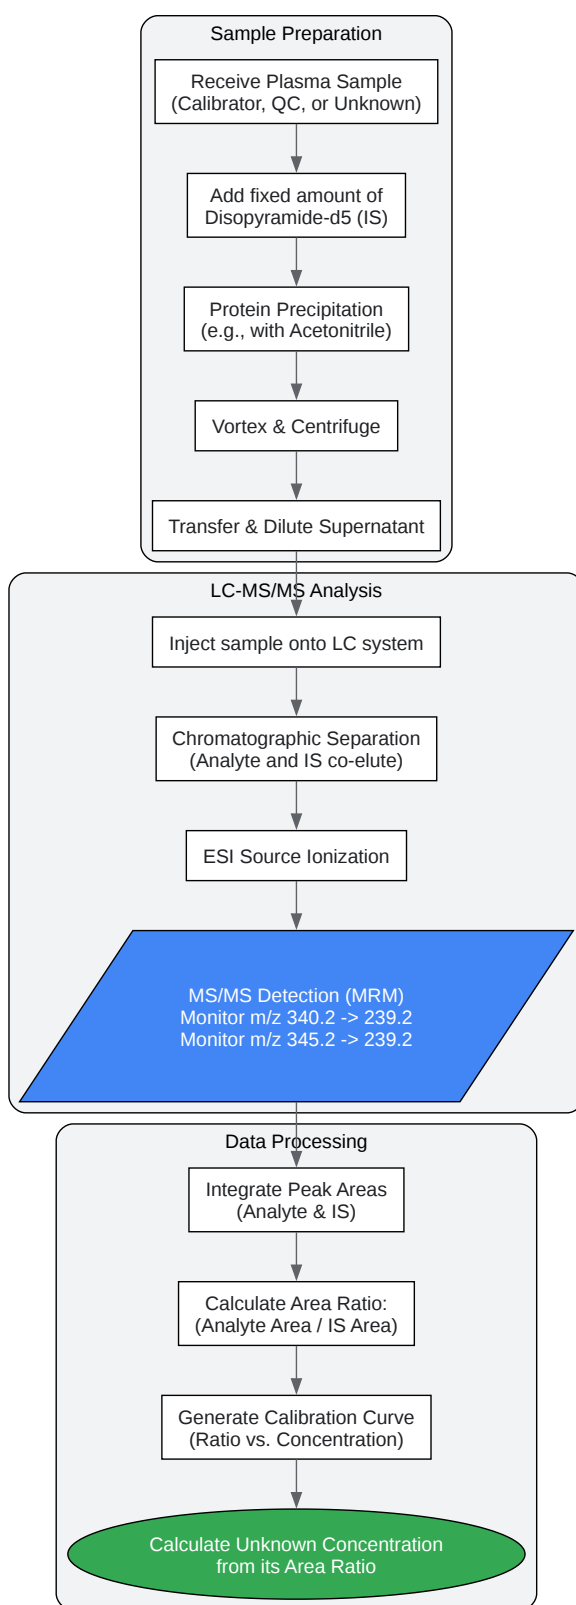 Sample Preparation
Receive Plasma Sample
(Calibrator, QC, or Unknown)
Add fixed amount of
Disopyramide-d5 (IS)
Protein Precipitation
(e.g., with Acetonitrile)
Vortex & Centrifuge
Transfer & Dilute Supernatant
LC-MS/MS Analysis
Inject sample onto LC system
Chromatographic Separation
(Analyte and IS co-elute)
ESI Source Ionization
MS/MS Detection (MRM)
Monitor m/z 340.2 -> 239.2
Monitor m/z 345.2 -> 239.2
Data Processing
Integrate Peak Areas
(Analyte & IS)
Calculate Area Ratio:
(Analyte Area / IS Area)
Generate Calibration Curve
(Ratio vs. Concentration)
Calculate Unknown Concentration
from its Area Ratio